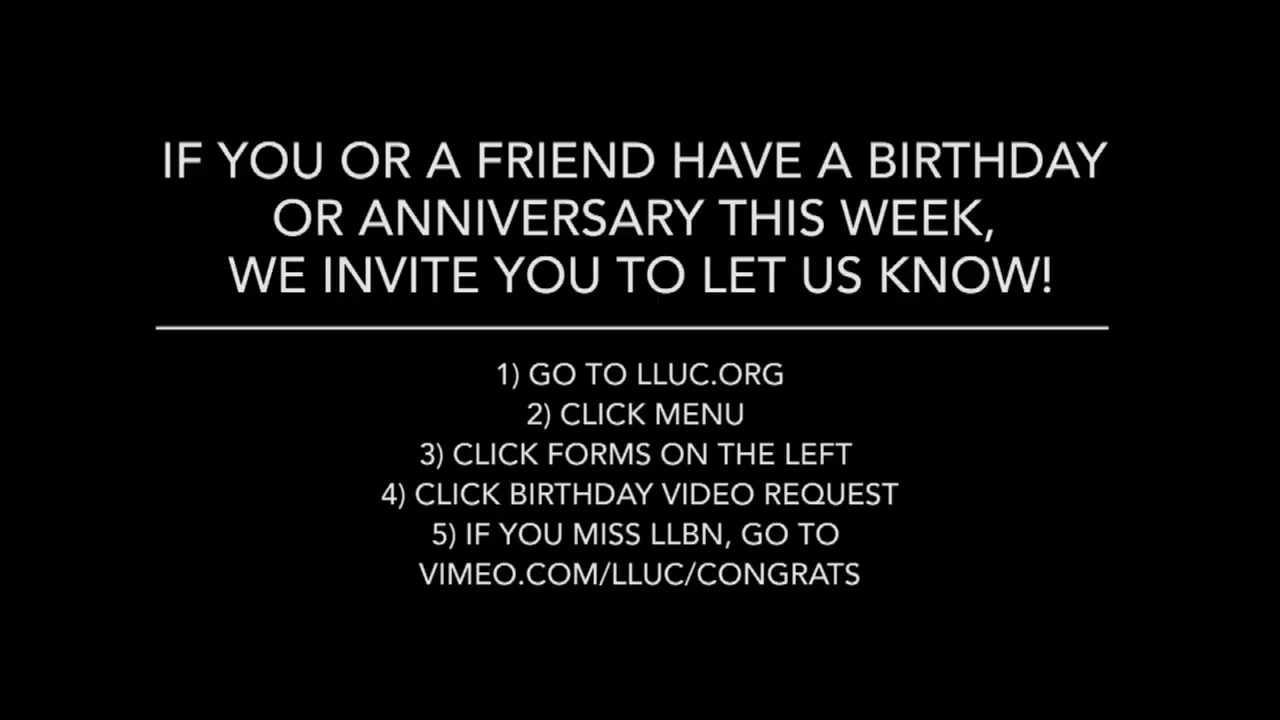 IF YOU OR A FRIEND HAVE A BIRTHDAY
OR ANNIVERSARY THIS WEEK,
WE INVITE YOU TO LET US KNOW!
1) GO TO LLUC.ORG
2) CLICK MENU
3) CLICK FORMS ON THE LEFT
4) CLICK BIRTHDAY VIDEO REQUEST
5) IF YOU MISS LLBN, GO TO
VIMEO.COM/LLUC/CONGRATS